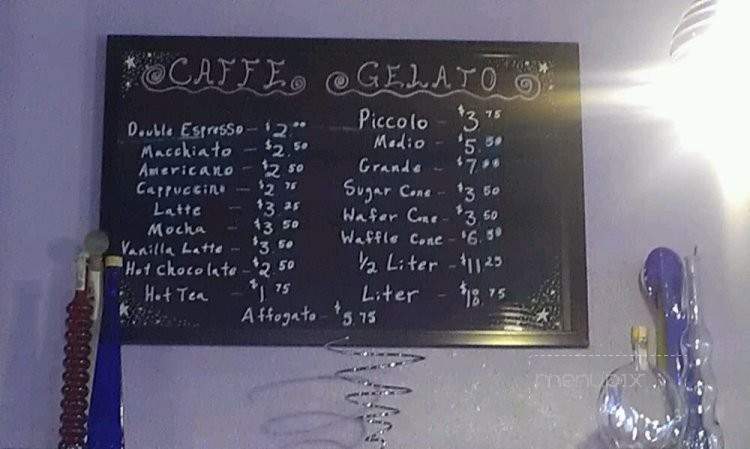 CAFFE
Double Espresso - $2.00
Macchiato - $2.50
Americano - $2.50
Cappuccino - $2.75
Latte - $3.25
Mocha - $3.50
Vanilla Latte - $3.50
Hot Chocolate - $2.50
Hot Tea - $1.75
Affogato - $5.75
GELATO
Piccolo - $3.75
Medio - $5.50
Grande - $7.00
Sugar Cone - $3.50
Wafer Cone - $3.50
Waffle Cone - $6.50
1/2 Liter - $11.25
Liter - $18.75
menupix